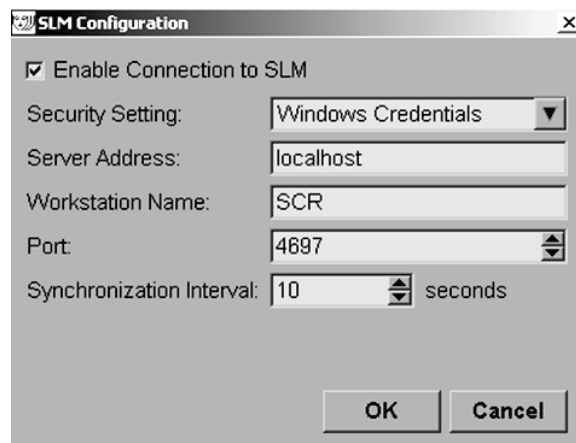 SLM Configuration
Enable Connection to SLM
Security Setting: Windows Credentials
Server Address: localhost
Workstation Name: SCR
Port: 4697
Synchronization Interval: 10 seconds
OK Cancel